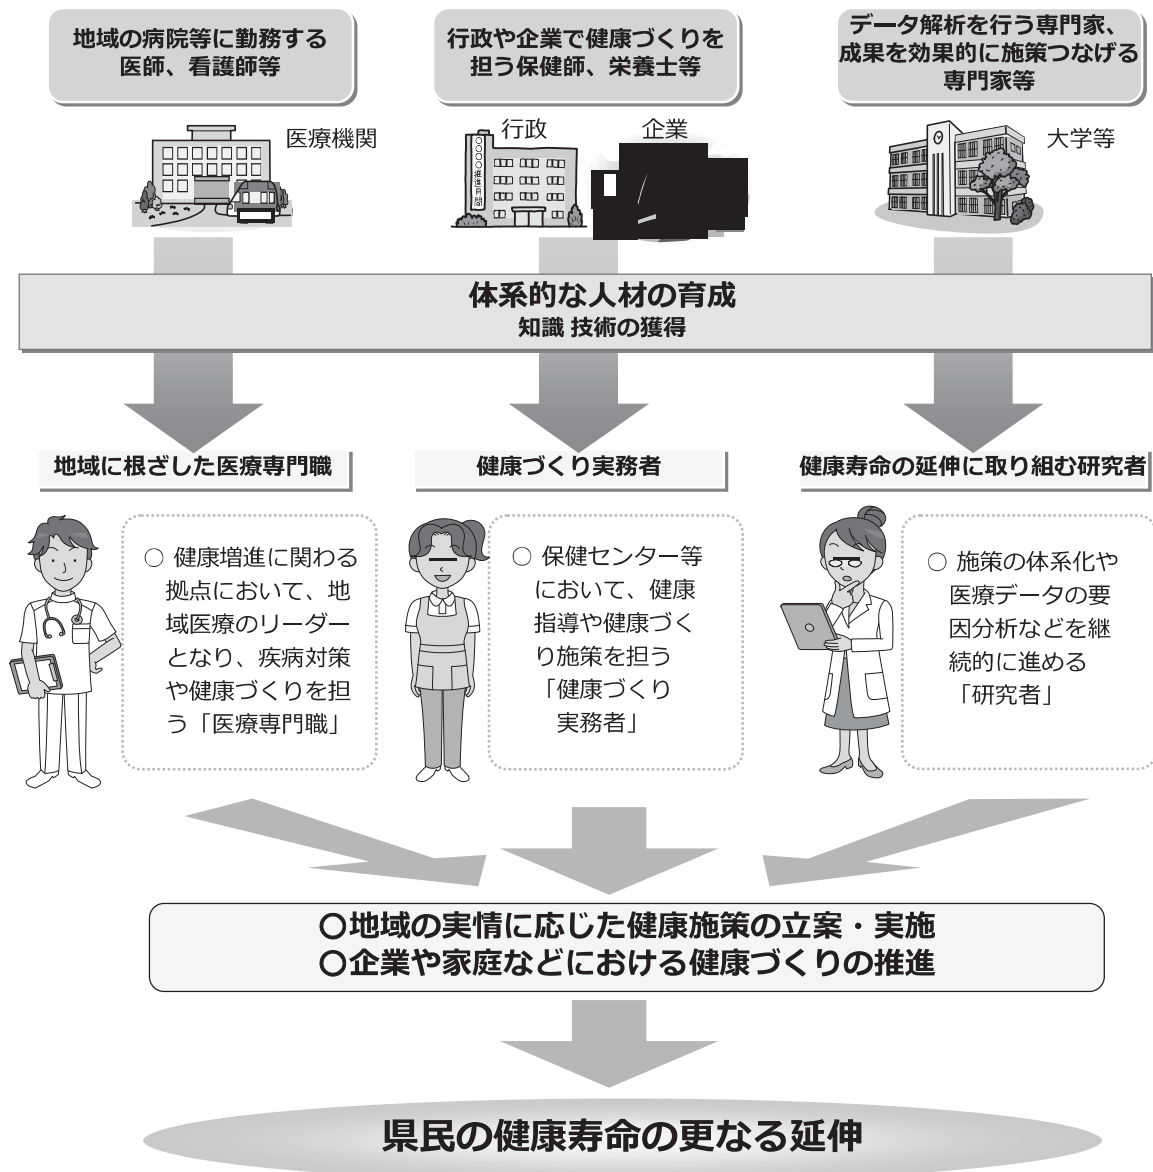 地域の病院等に勤務する
医師、看護師等
行政や企業で健康づくりを
担う保健師、栄養士等
データ解析を行う専門家、
成果を効果的に施策つなげる
専門家等
医療機関
行政
企業
大学等
〇〇〇〇推進月間
体系的な人材の育成
知識 技術の獲得
地域に根ざした医療専門職
健康づくり実務者
健康寿命の延伸に取り組む研究者
○ 健康増進に関わる
拠点において、地
域医療のリーダー
となり、疾病対策
や健康づくりを担
う「医療専門職」
○ 保健センター等
において、健康
指導や健康づく
り施策を担う
「健康づくり
実務者」
○ 施策の体系化や
医療データの要
因分析などを継
続的に進める
「研究者」
〇地域の実情に応じた健康施策の立案・実施
〇企業や家庭などにおける健康づくりの推進
県民の健康寿命の更なる延伸